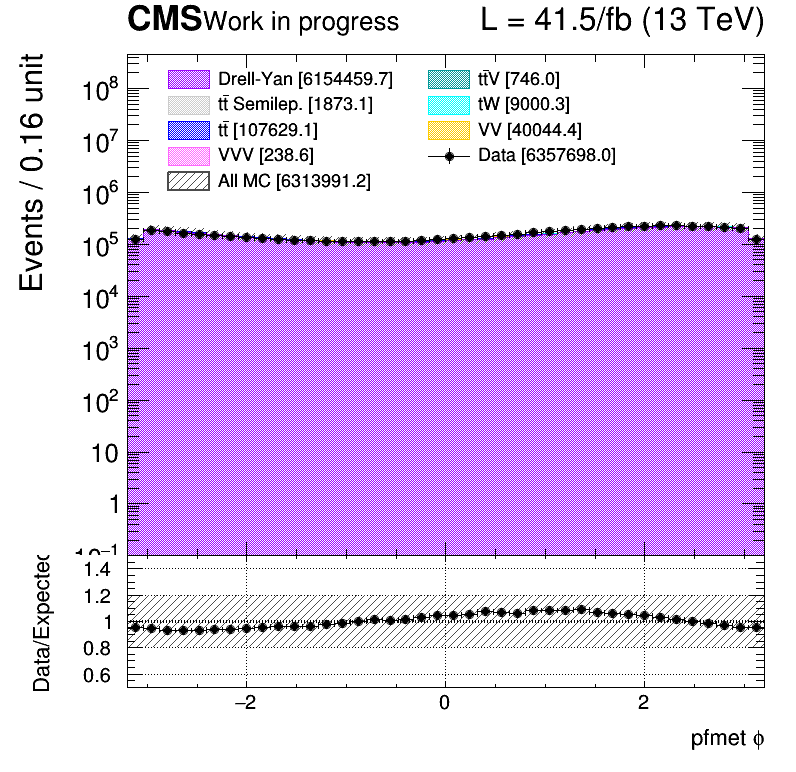 CMS Work in progress L = 41.5/fb (13 TeV)
Events / 0.16 unit
Drell-Yan [6154459.7]
tt̄ Semilep. [1873.1]
tt̄ [107629.1]
VVV [238.6]
All MC [6313991.2]
tt̄V [746.0]
tW [9000.3]
VV [40044.4]
Data [6357698.0]
10⁸
10⁷
10⁶
10⁵
10⁴
10³
10²
10
1
10⁻¹
Data/Expected
1.4
1.2
1
0.8
0.6
−2 0 2
pfmet ϕ